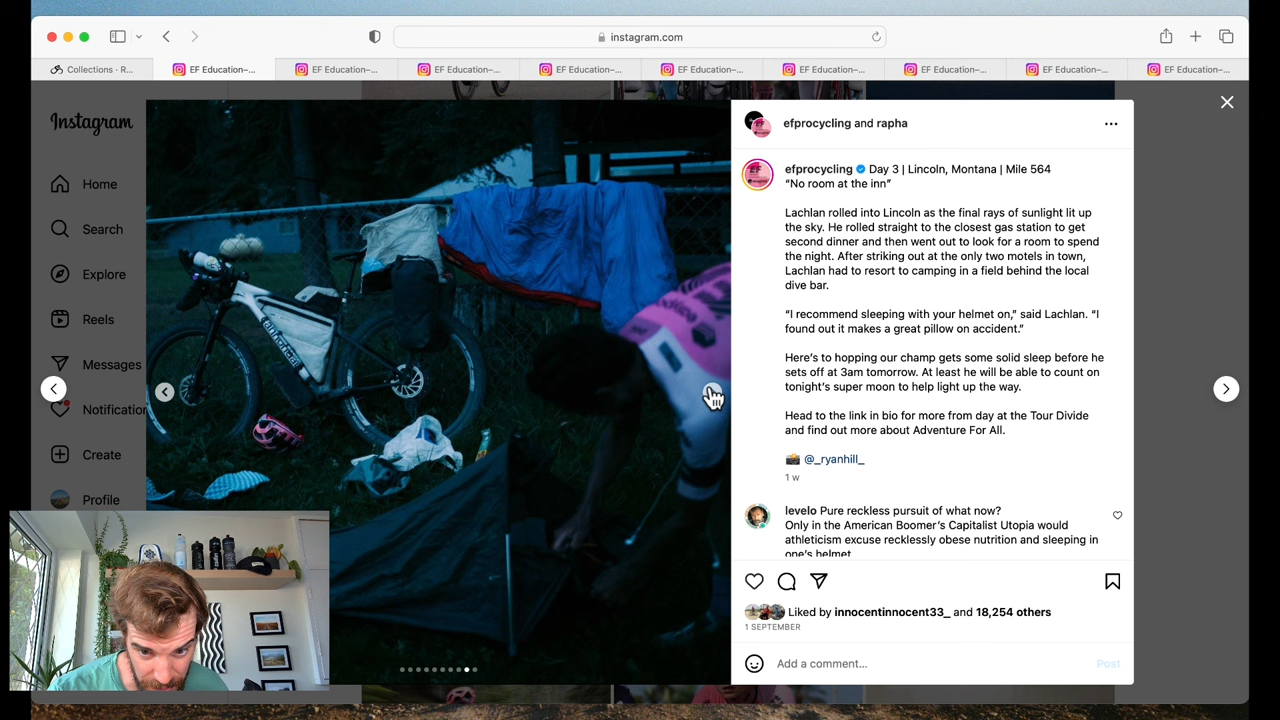 instagram.com
Collections - R...
EF Education–...
EF Education–...
EF Education–...
EF Education–...
EF Education–...
EF Education–...
EF Education–...
EF Education–...
EF Education–...
Instagram
Home
Search
Explore
Reels
Messages
Notification
Create
Profile
cannondale
efprocycling and rapha
efprocycling Day 3 | Lincoln, Montana | Mile 564
“No room at the inn”
Lachlan rolled into Lincoln as the final rays of sunlight lit up
the sky. He rolled straight to the closest gas station to get
second dinner and then went out to look for a room to spend
the night. After striking out at the only two motels in town,
Lachlan had to resort to camping in a field behind the local
dive bar.
“I recommend sleeping with your helmet on,” said Lachlan. “I
found out it makes a great pillow on accident.”
Here’s to hopping our champ gets some solid sleep before he
sets off at 3am tomorrow. At least he will be able to count on
tonight’s super moon to help light up the way.
Head to the link in bio for more from day at the Tour Divide
and find out more about Adventure For All.
📸 @_ryanhill_
1 w
levelo Pure reckless pursuit of what now?
Only in the American Boomer’s Capitalist Utopia would
athleticism excuse recklessly obese nutrition and sleeping in
one’s helmet
Liked by innocentinnocent33_ and 18,254 others
1 SEPTEMBER
Add a comment...
Post